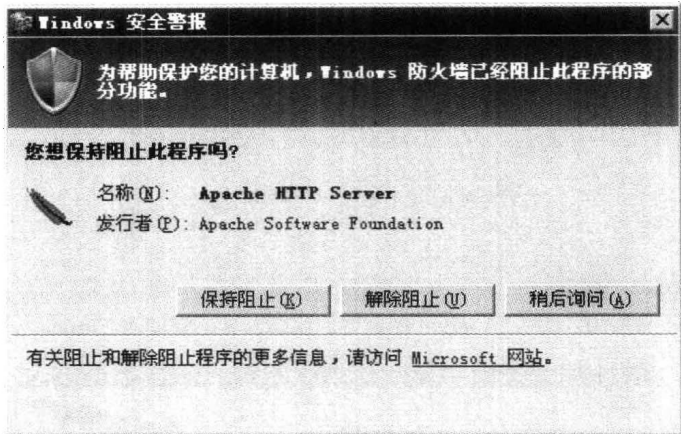 Windows 安全警报
为帮助保护您的计算机，Windows 防火墙已经阻止此程序的部
分功能。
您想保持阻止此程序吗?
名称(N): Apache HTTP Server
发行者(P): Apache Software Foundation
保持阻止(K) 解除阻止(U) 稍后询问(A)
有关阻止和解除阻止程序的更多信息，请访问 Microsoft 网站。